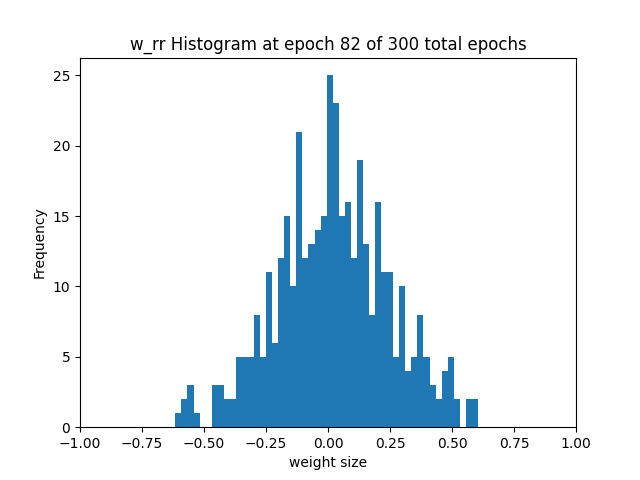 w_rr Histogram at epoch 82 of 300 total epochs
Frequency
25
20
15
10
5
0
−1.00 −0.75 −0.50 −0.25 0.00 0.25 0.50 0.75 1.00
weight size